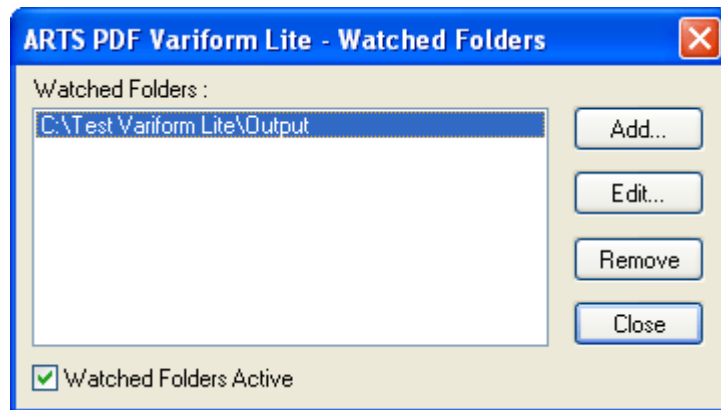 ARTS PDF Variform Lite - Watched Folders
Watched Folders :
C:\Test Variform Lite\Output
Add...
Edit...
Remove
Close
Watched Folders Active